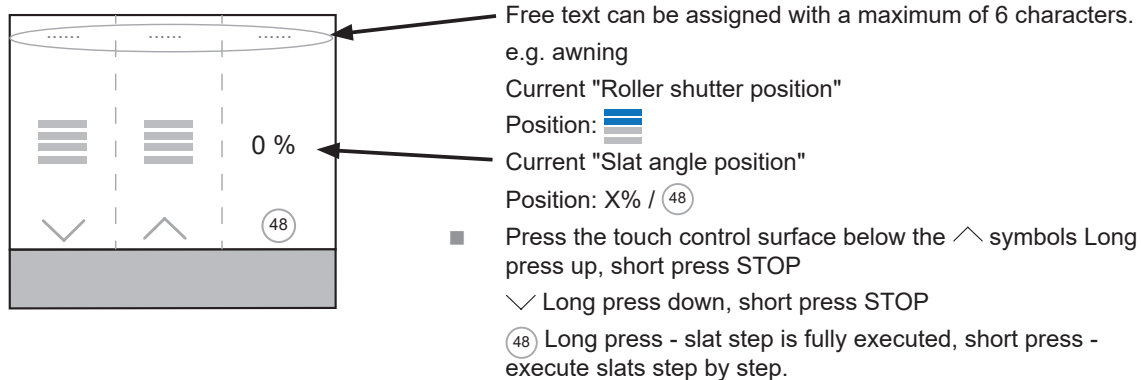 Free text can be assigned with a maximum of 6 characters.
e.g. awning
Current "Roller shutter position"
Position:
0 %
Current "Slat angle position"
Position: X% / 48
48
■ Press the touch control surface below the ︿ symbols Long
press up, short press STOP
﹀ Long press down, short press STOP
48 Long press - slat step is fully executed, short press -
execute slats step by step.